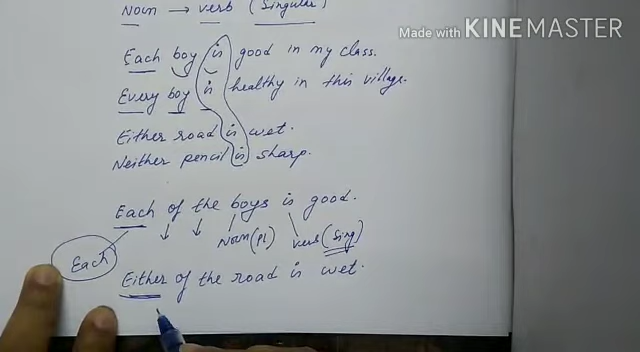 Made with KINEMASTER
Noun → verb (Singular)
Each boy is good in my class.
Every boy is healthy in this village.
Either road is wet.
Neither pencil is sharp.
Each of the boys is good.
Noun (Pl) verb (Sing)
Each
Either of the road is wet.